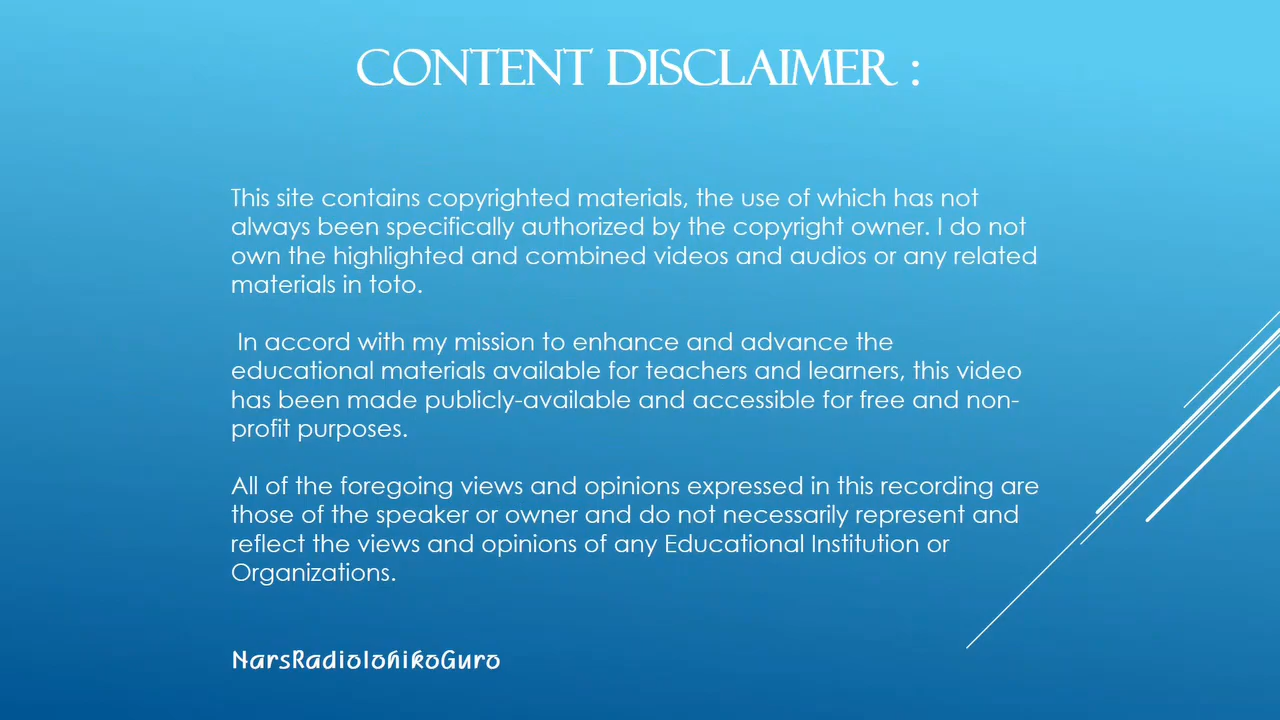 CONTENT DISCLAIMER :
This site contains copyrighted materials, the use of which has not
always been specifically authorized by the copyright owner. I do not
own the highlighted and combined videos and audios or any related
materials in toto.
In accord with my mission to enhance and advance the
educational materials available for teachers and learners, this video
has been made publicly-available and accessible for free and non-
profit purposes.
All of the foregoing views and opinions expressed in this recording are
those of the speaker or owner and do not necessarily represent and
reflect the views and opinions of any Educational Institution or
Organizations.
NarsRadiolohikoGuro